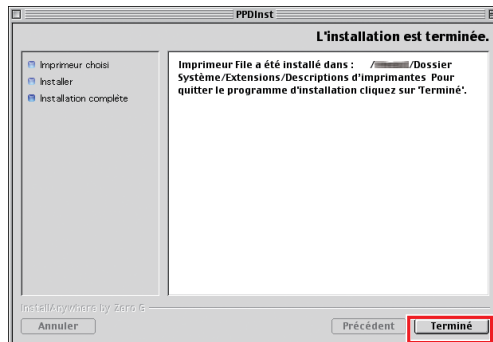 PPDInst
L'installation est terminée.
Imprimeur choisi
Installer
Installation complète
Imprimeur File a été installé dans : / /Dossier
Système/Extensions/Descriptions d'imprimantes Pour
quitter le programme d'installation cliquez sur 'Terminé'.
InstallAnywhere by Zero G
Annuler
Précédent
Terminé